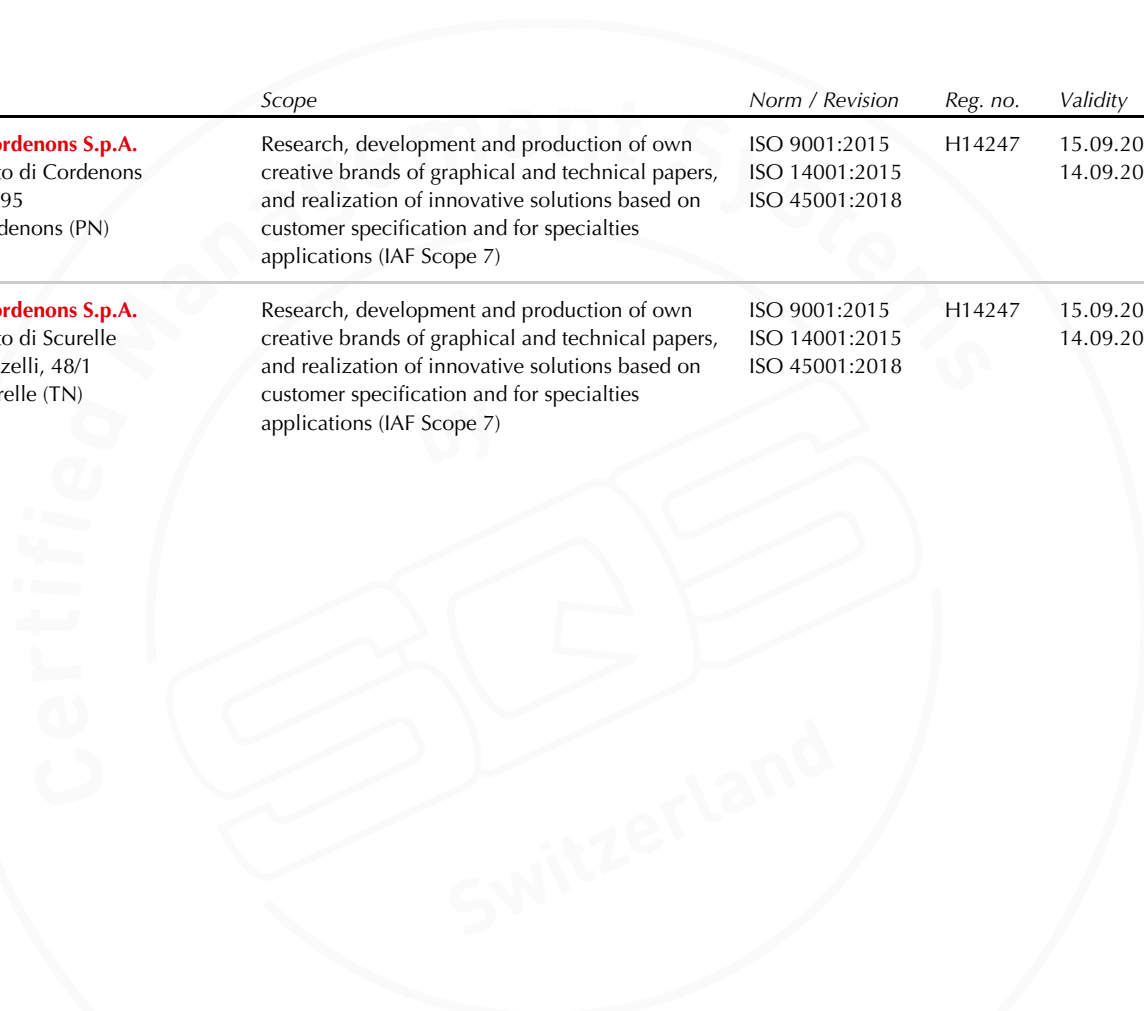 Scope Norm / Revision Reg. no. Validity
ordenons S.p.A. Research, development and production of own ISO 9001:2015 H14247 15.09.20
to di Cordenons creative brands of graphical and technical papers, ISO 14001:2015 14.09.20
95 and realization of innovative solutions based on ISO 45001:2018
denons (PN) customer specification and for specialties
applications (IAF Scope 7)
ordenons S.p.A. Research, development and production of own ISO 9001:2015 H14247 15.09.20
to di Scurelle creative brands of graphical and technical papers, ISO 14001:2015 14.09.20
zelli, 48/1 and realization of innovative solutions based on ISO 45001:2018
relle (TN) customer specification and for specialties
applications (IAF Scope 7)
Certified Management Systems
by
SQS
Switzerland